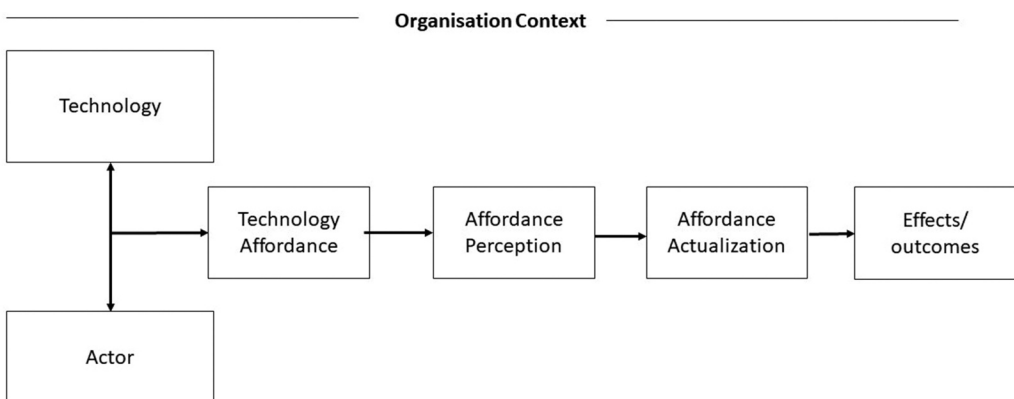 Organisation Context
Technology
Technology
Affordance
Affordance
Perception
Affordance
Actualization
Effects/
outcomes
Actor